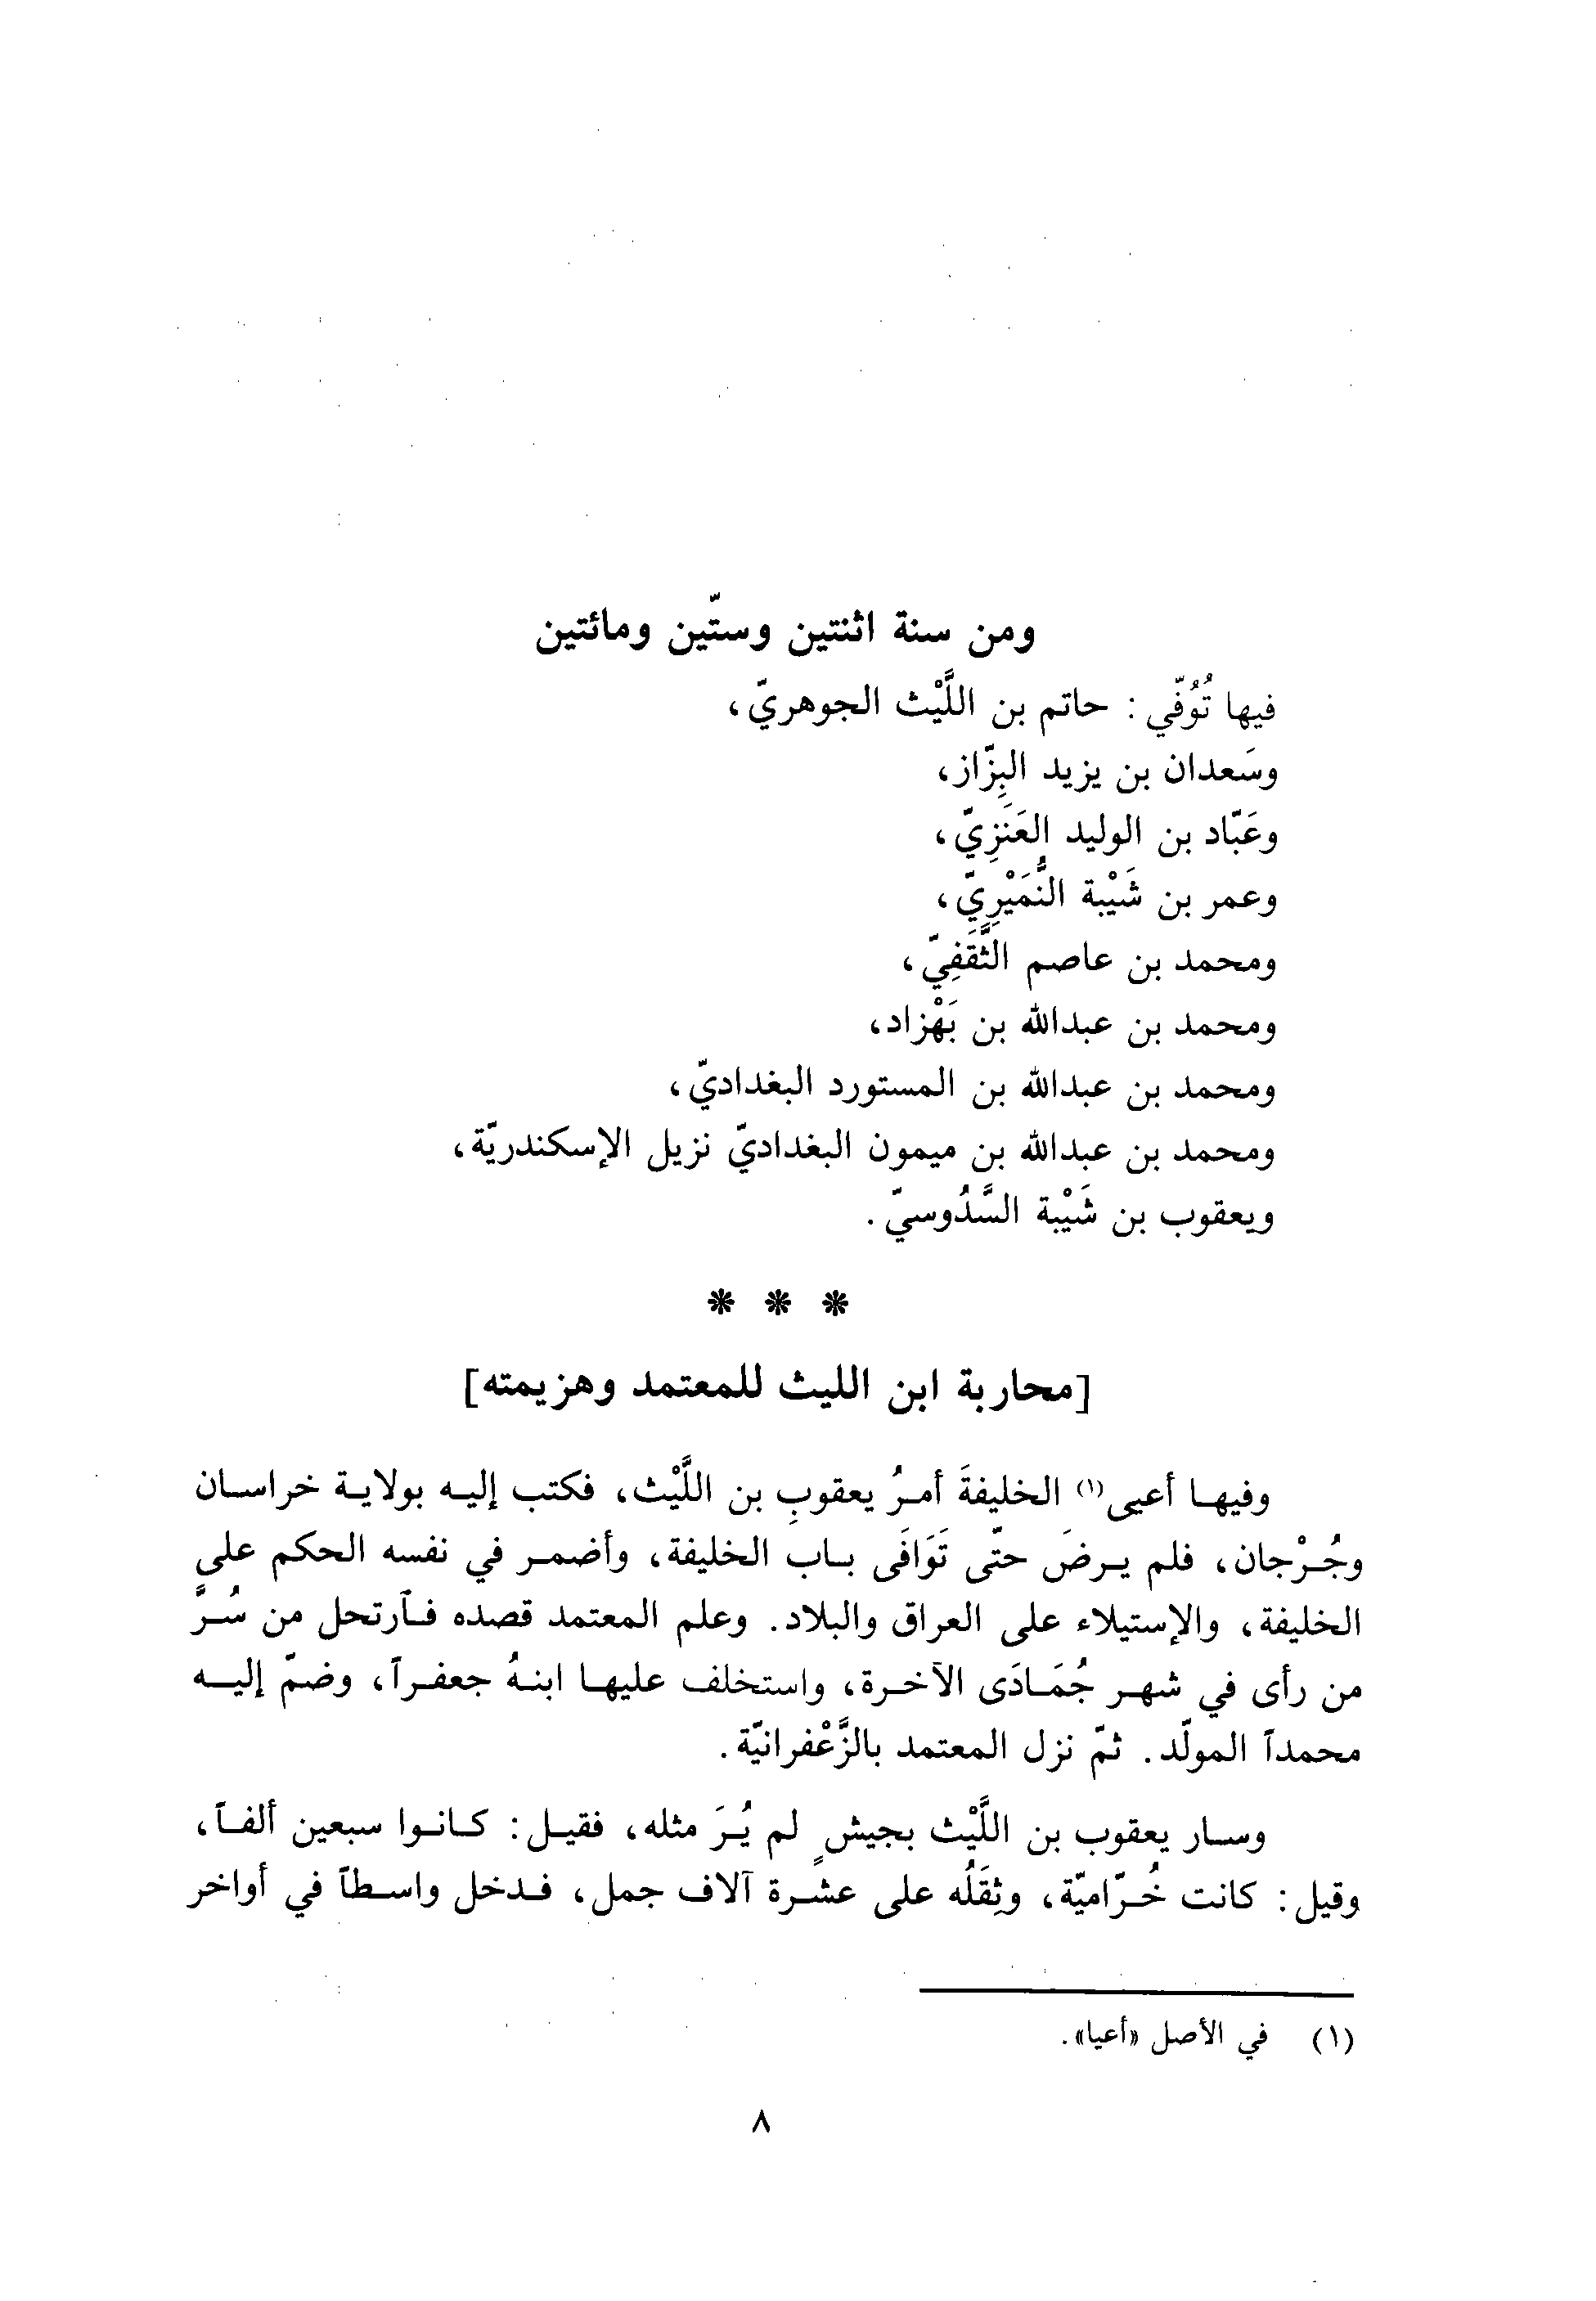 ومن سنة اثنتين وستّين ومائتين
فيها تُوُفّي : حاتم بن اللَّيْث الجوهريّ،
وسَعدان بن يزيد البِزّاز،
وعَبّاد بن الوليد العَنَزِيّ،
وعمر بن شَيْبة النُّمَيْرِيّ،
ومحمد بن عاصم الثَّقَفِيّ،
ومحمد بن عبدالله بن بَهْزاد،
ومحمد بن عبدالله بن المستورد البغداديّ،
ومحمد بن عبدالله بن ميمون البغداديّ نزيل الإسكندريّة،
ويعقوب بن شَيْبة السَّدُوسيّ.
* * *
[محاربة ابن الليث للمعتمد وهزيمته]
وفيها أعيى(١) الخليفةَ أمرُ يعقوبِ بن اللَّيْث، فكتب إليه بولاية خراسان
وجُرْجان، فلم يرضَ حتّى تَوَافَى باب الخليفة، وأضمر في نفسه الحكم على
الخليفة، والإستيلاء على العراق والبلاد. وعلم المعتمد قصده فآرتحل من سُرَّ
من رأى في شهر جُمَادَى الآخرة، واستخلف عليها ابنهُ جعفراً، وضمّ إليه
محمداً المولّد. ثمّ نزل المعتمد بالزَّعْفرانيّة.
وسار يعقوب بن اللَّيْث بجيشٍ لم يُرَ مثله، فقيل: كانوا سبعين ألفاً،
وقيل: كانت خُرّاميّة، وثِقَلُه على عشرة آلاف جمل، فدخل واسطاً في أواخر
(١) في الأصل «أعيا».
٨